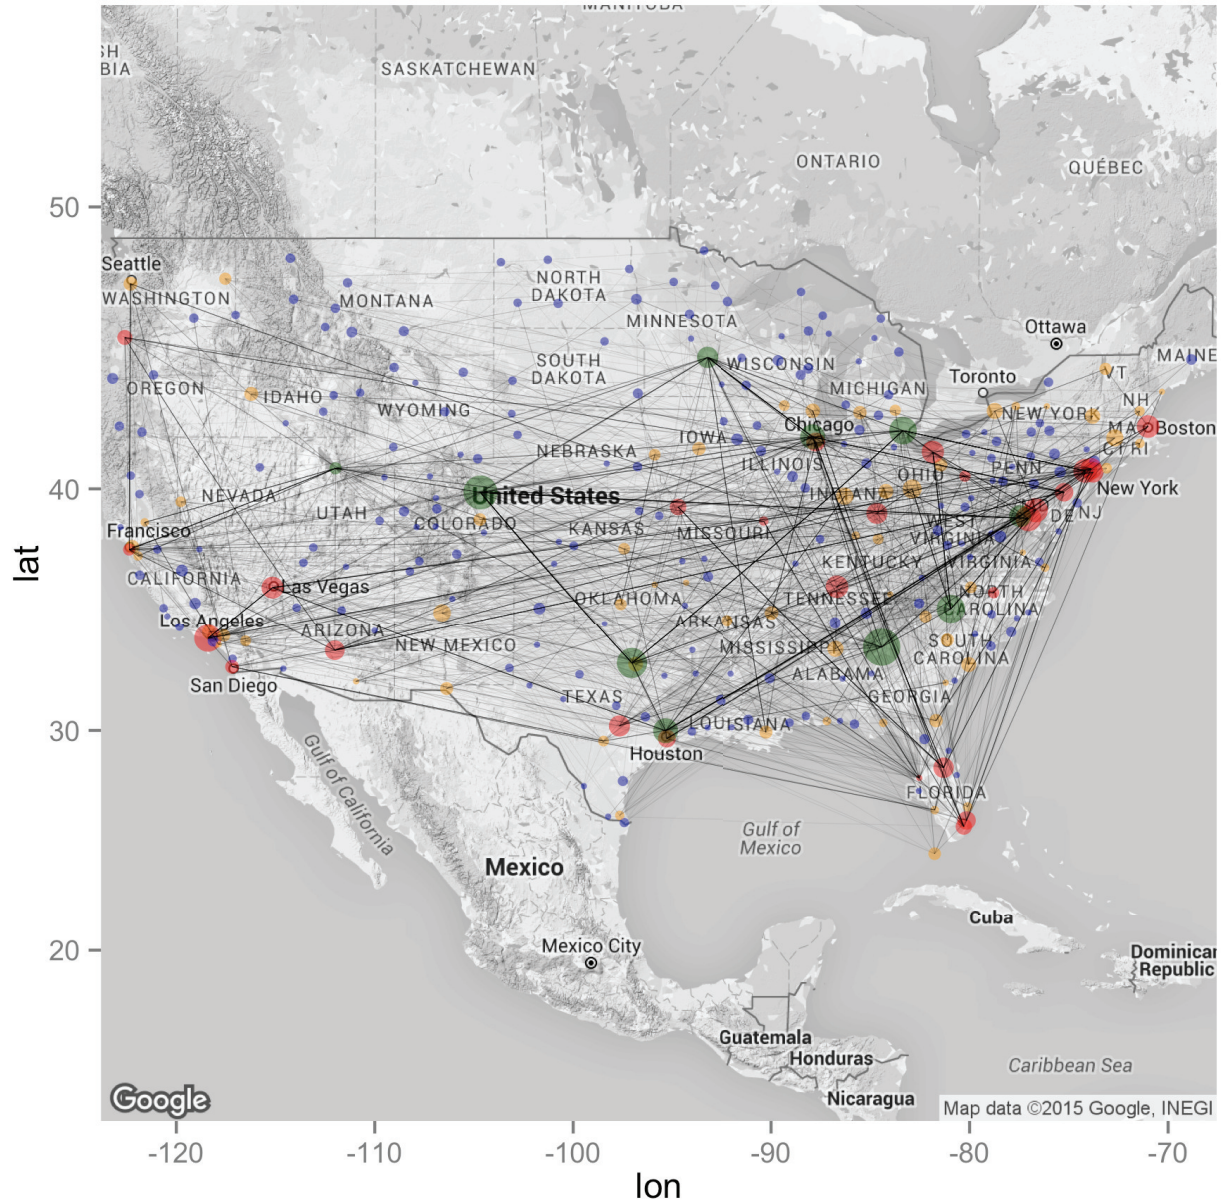 MANITOBA
SH
BIA
SASKATCHEWAN
ONTARIO
QUÉBEC
50
Seattle
WASHINGTON
MONTANA
NORTH
DAKOTA
MINNESOTA
Ottawa
MAINE
OREGON
IDAHO
WYOMING
SOUTH
DAKOTA
WISCONSIN
MICHIGAN
Toronto
VT
NH
NEW YORK
MA
Boston
CT RI
Chicago
IOWA
NEBRASKA
ILLINOIS
OHIO
PENN
40
NEVADA
United States
INDIANA
New York
Francisco
UTAH
COLORADO
KANSAS
MISSOURI
WEST
VIRGINIA
MD
DE NJ
CALIFORNIA
Las Vegas
KENTUCKY
VIRGINIA
OKLAHOMA
TENNESSEE
NORTH
CAROLINA
Los Angeles
ARIZONA
NEW MEXICO
ARKANSAS
MISSISSIPPI
SOUTH
CAROLINA
San Diego
TEXAS
ALABAMA
GEORGIA
30
LOUISIANA
Houston
FLORIDA
Gulf of California
Gulf of
Mexico
Mexico
Cuba
20
Mexico City
Dominican
Republic
Guatemala
Honduras
Caribbean Sea
Nicaragua
Google
Map data ©2015 Google, INEGI
-120
-110
-100
-90
-80
-70
lon
lat